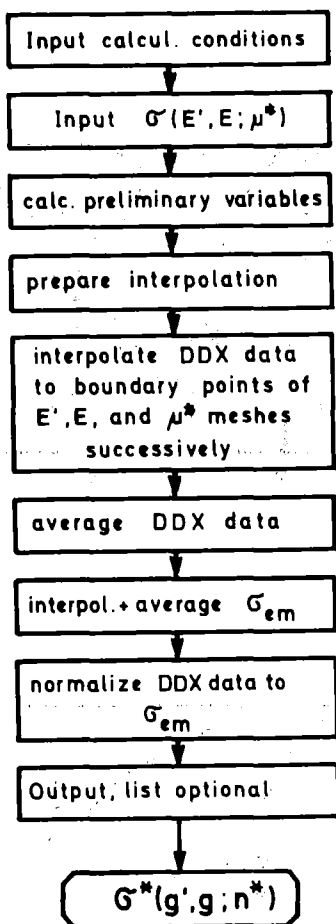 Input calcul. conditions
Input σ(E',E;μ*)
calc. preliminary variables
prepare interpolation
interpolate DDX data
to boundary points of
E',E, and μ* meshes
successively
average DDX data
interpol.+ average σem
normalize DDX data to
σem
Output, list optional
σ*(g',g;n*)